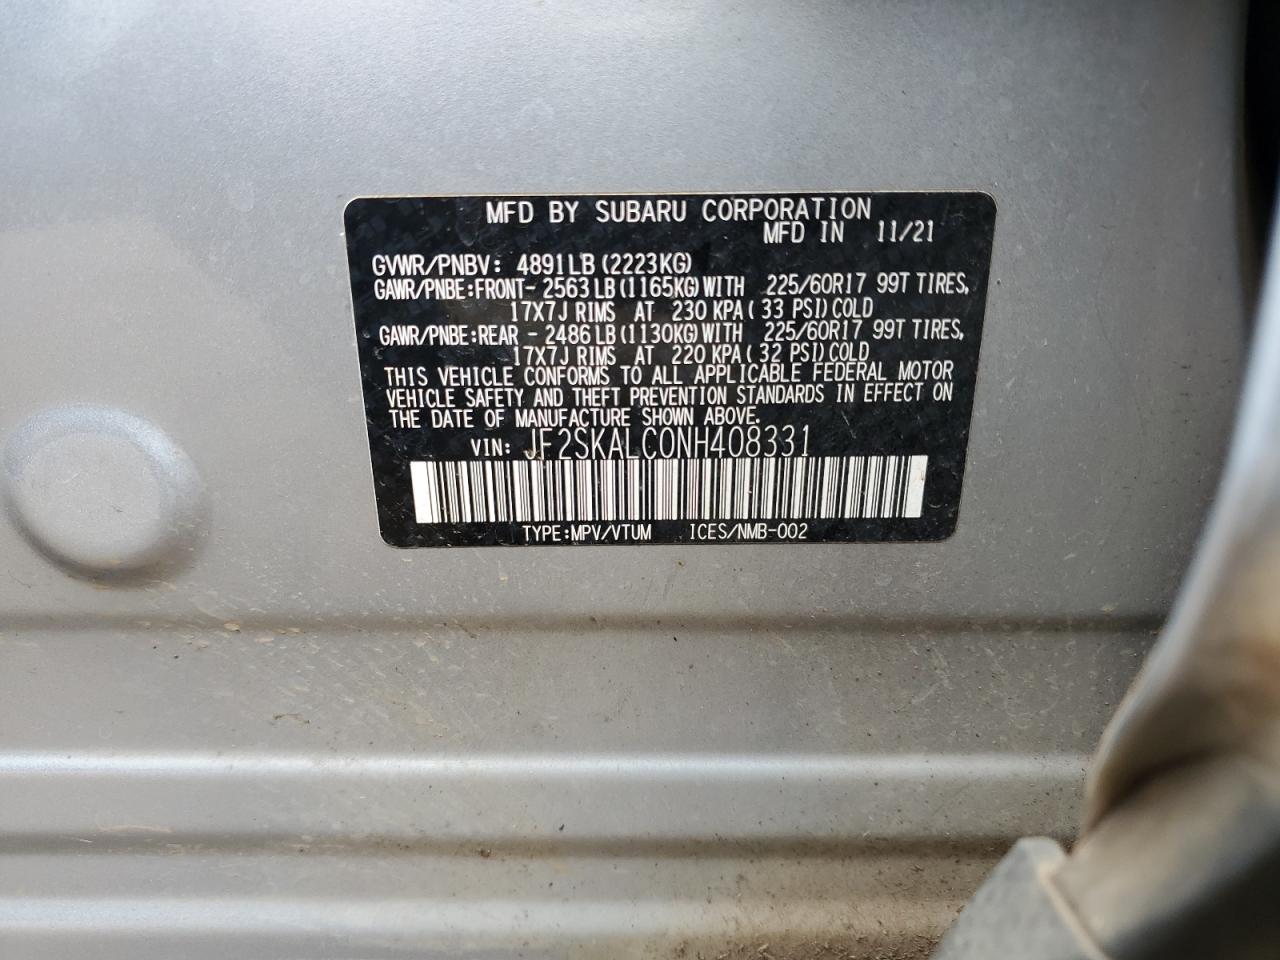 MFD BY SUBARU CORPORATION
MFD IN 11/21
GVWR/PNBV: 4891LB (2223KG)
GAWR/PNBE:FRONT- 2563LB (1165KG)WITH 225/60R17 99T TIRES,
17X7J RIMS AT 230 KPA( 33 PSI)COLD
GAWR/PNBE:REAR - 2486LB (1130KG)WITH 225/60R17 99T TIRES,
17X7J RIMS AT 220 KPA( 32 PSI)COLD
THIS VEHICLE CONFORMS TO ALL APPLICABLE FEDERAL MOTOR
VEHICLE SAFETY AND THEFT PREVENTION STANDARDS IN EFFECT ON
THE DATE OF MANUFACTURE SHOWN ABOVE.
VIN: JF2SKALC0NH408331
TYPE:MPV/VTUM ICES/NMB-002